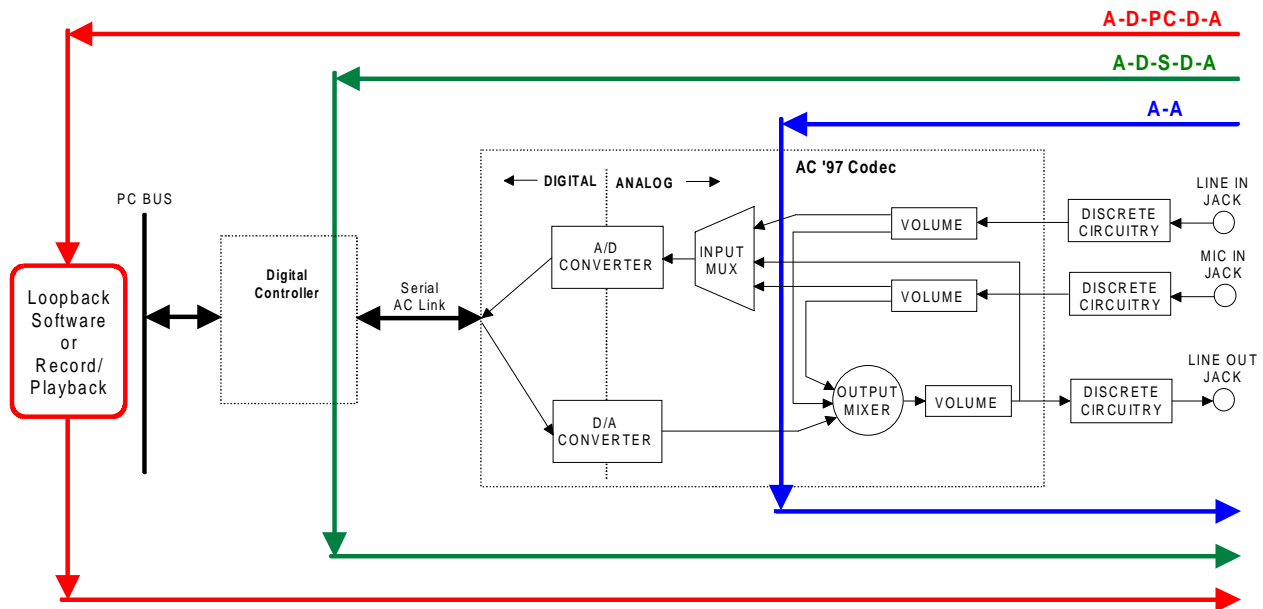 A-D-PC-D-A
A-D-S-D-A
A-A
AC '97 Codec
DIGITAL
ANALOG
PC BUS
LINE IN
JACK
VOLUME
DISCRETE
CIRCUITRY
A/D
CONVERTER
INPUT
MUX
MIC IN
JACK
Digital
Controller
Serial
AC Link
VOLUME
DISCRETE
CIRCUITRY
Loopback
Software
or
Record/
Playback
LINE OUT
JACK
OUTPUT
MIXER
VOLUME
DISCRETE
CIRCUITRY
D/A
CONVERTER